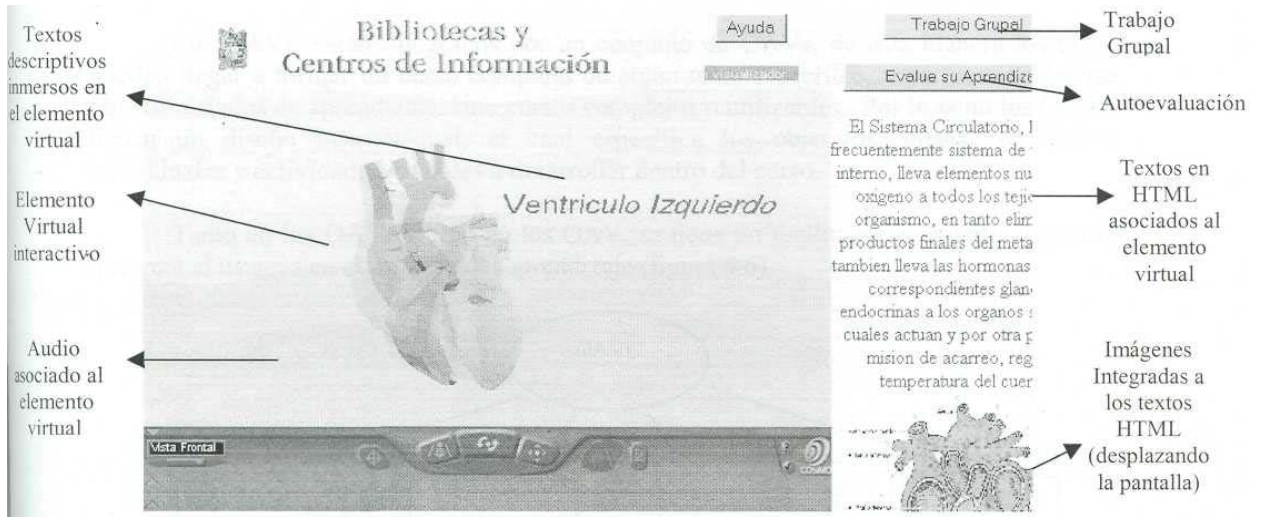 Textos
descriptivos
inmersos en
el elemento
virtual
Elemento
Virtual
interactivo
Audio
asociado al
elemento
virtual
Bibliotecas y
Centros de Información
Ayuda
visualizador
Ventriculo Izquierdo
Vista Frontal
COSMO
Trabajo Grupal
Evalue su Aprendize
El Sistema Circulatorio,
frecuentemente sistema de
interno, lleva elementos nu
oxigeno a todos los teji
organismo, en tanto elim
productos finales del meta
tambien lleva las hormonas
correspondientes glan
endocrinas a los organos
cuales actuan y por otra p
mision de acarreo, reg
temperatura del cuer
Trabajo
Grupal
Autoevaluación
Textos en
HTML
asociados al
elemento
virtual
Imágenes
Integradas a
los textos
HTML
(desplazando
la pantalla)